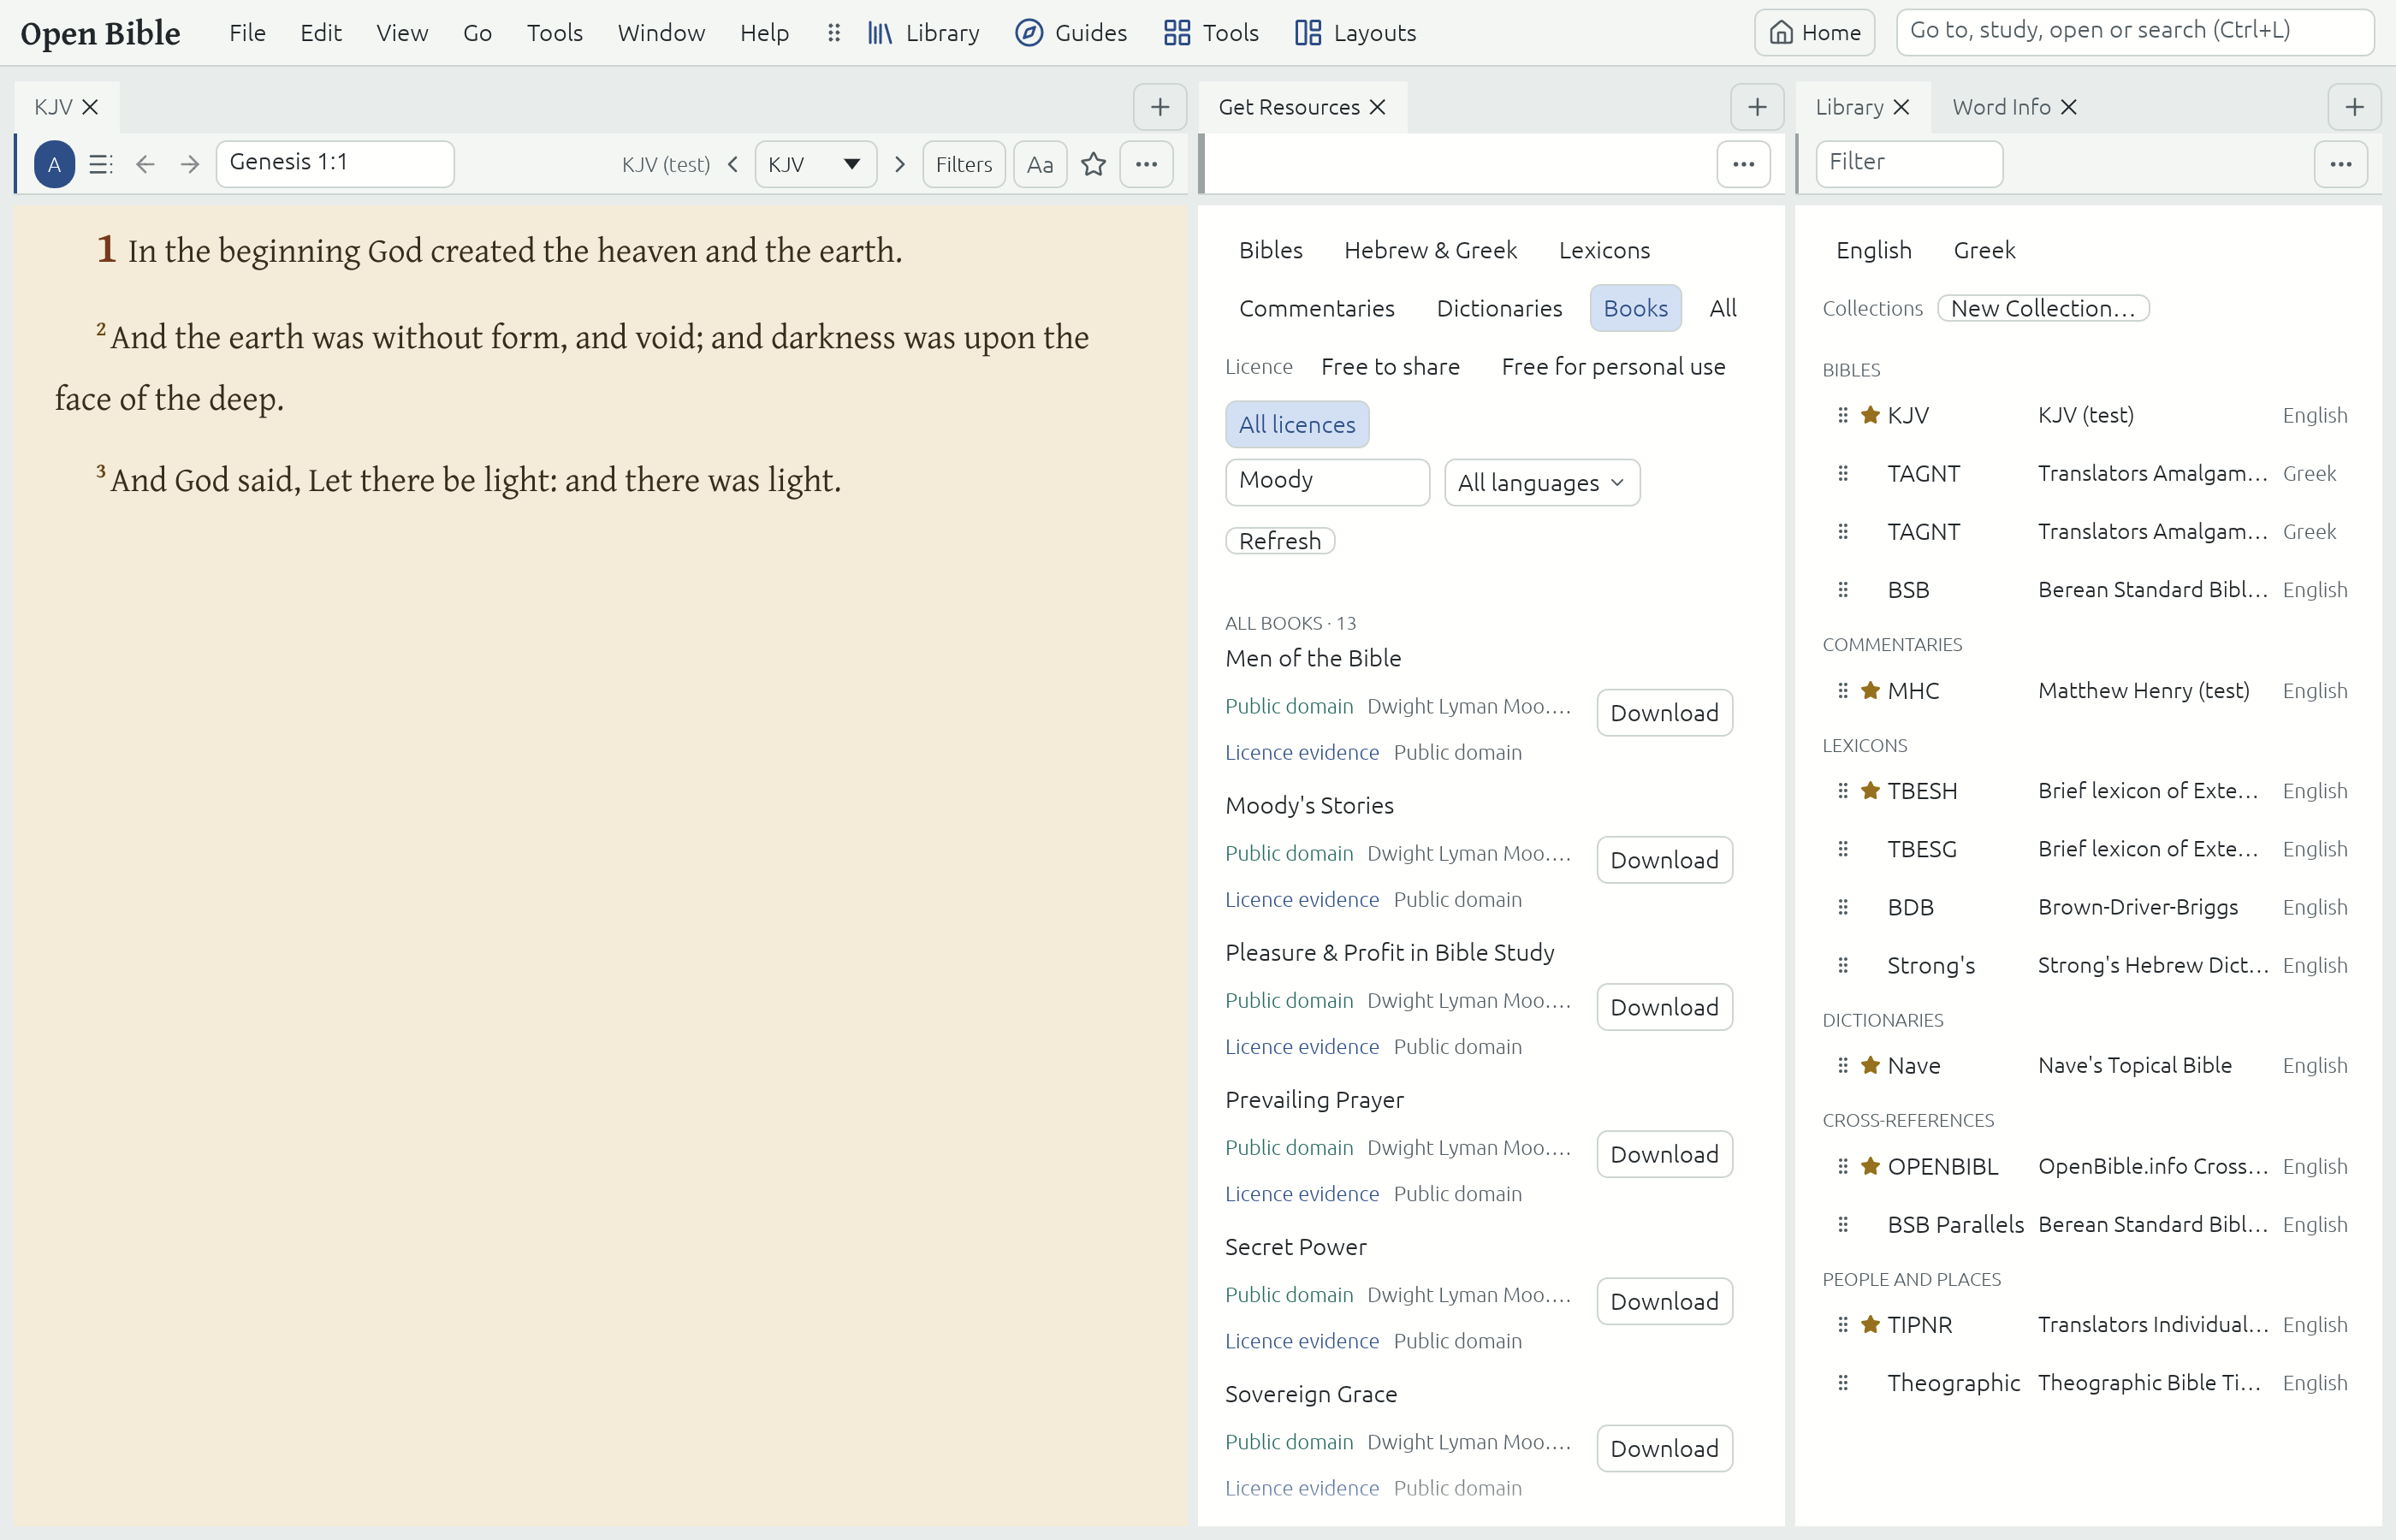 Open Bible File Edit View Go Tools Window Help Library Guides Tools Layouts Home Go to, study, open or search (Ctrl+L)
KJV
A Genesis 1:1 KJV (test) KJV Filters Aa
1 In the beginning God created the heaven and the earth.
2 And the earth was without form, and void; and darkness was upon the
face of the deep.
3 And God said, Let there be light: and there was light.
Get Resources
Bibles Hebrew & Greek Lexicons
Commentaries Dictionaries Books All
Licence Free to share Free for personal use
All licences
Moody All languages
Refresh
ALL BOOKS · 13
Men of the Bible
Public domain Dwight Lyman Moo.… Download
Licence evidence Public domain
Moody's Stories
Public domain Dwight Lyman Moo.… Download
Licence evidence Public domain
Pleasure & Profit in Bible Study
Public domain Dwight Lyman Moo.… Download
Licence evidence Public domain
Prevailing Prayer
Public domain Dwight Lyman Moo.… Download
Licence evidence Public domain
Secret Power
Public domain Dwight Lyman Moo.… Download
Licence evidence Public domain
Sovereign Grace
Public domain Dwight Lyman Moo.… Download
Licence evidence Public domain
Library Word Info
Filter
English Greek
Collections New Collection…
BIBLES
KJV KJV (test) English
TAGNT Translators Amalgam… Greek
TAGNT Translators Amalgam… Greek
BSB Berean Standard Bibl… English
COMMENTARIES
MHC Matthew Henry (test) English
LEXICONS
TBESH Brief lexicon of Exte… English
TBESG Brief lexicon of Exte… English
BDB Brown-Driver-Briggs English
Strong's Strong's Hebrew Dict… English
DICTIONARIES
Nave Nave's Topical Bible English
CROSS-REFERENCES
OPENBIBL OpenBible.info Cross… English
BSB Parallels Berean Standard Bibl… English
PEOPLE AND PLACES
TIPNR Translators Individual… English
Theographic Theographic Bible Ti… English